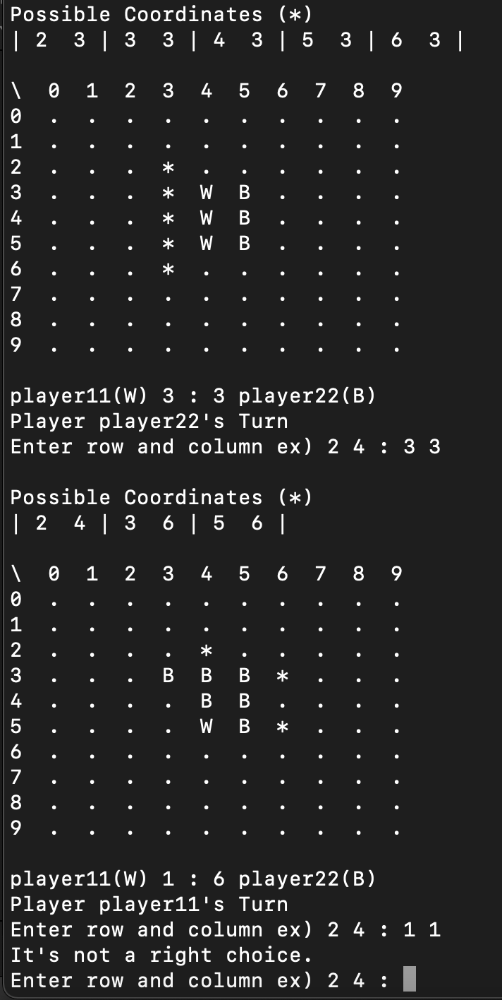 Possible Coordinates (*)
| 2  3 | 3  3 | 4  3 | 5  3 | 6  3 |
\  0  1  2  3  4  5  6  7  8  9
0  .  .  .  .  .  .  .  .  .  .
1  .  .  .  .  .  .  .  .  .  .
2  .  .  .  *  .  .  .  .  .  .
3  .  .  .  *  W  B  .  .  .  .
4  .  .  .  *  W  B  .  .  .  .
5  .  .  .  *  W  B  .  .  .  .
6  .  .  .  *  .  .  .  .  .  .
7  .  .  .  .  .  .  .  .  .  .
8  .  .  .  .  .  .  .  .  .  .
9  .  .  .  .  .  .  .  .  .  .
player11(W) 3 : 3 player22(B)
Player player22's Turn
Enter row and column ex) 2 4 : 3 3
Possible Coordinates (*)
| 2  4 | 3  6 | 5  6 |
\  0  1  2  3  4  5  6  7  8  9
0  .  .  .  .  .  .  .  .  .  .
1  .  .  .  .  .  .  .  .  .  .
2  .  .  .  .  *  .  .  .  .  .
3  .  .  .  B  B  B  *  .  .  .
4  .  .  .  .  B  B  .  .  .  .
5  .  .  .  .  W  B  *  .  .  .
6  .  .  .  .  .  .  .  .  .  .
7  .  .  .  .  .  .  .  .  .  .
8  .  .  .  .  .  .  .  .  .  .
9  .  .  .  .  .  .  .  .  .  .
player11(W) 1 : 6 player22(B)
Player player11's Turn
Enter row and column ex) 2 4 : 1 1
It's not a right choice.
Enter row and column ex) 2 4 :